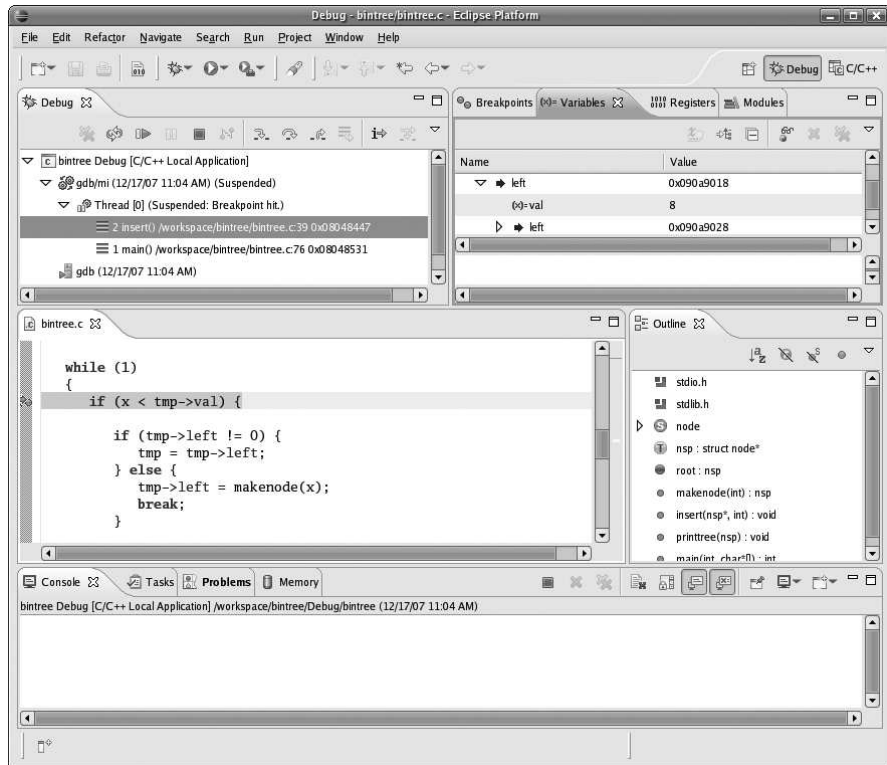 Debug - bintree/bintree.c - Eclipse Platform
File Edit Refactor Navigate Search Run Project Window Help
Debug C/C++
Debug
bintree Debug [C/C++ Local Application]
gdb/mi (12/17/07 11:04 AM) (Suspended)
Thread [0] (Suspended: Breakpoint hit.)
2 insert() /workspace/bintree/bintree.c:39 0x08048447
1 main() /workspace/bintree/bintree.c:76 0x08048531
gdb (12/17/07 11:04 AM)
Breakpoints (x)= Variables Registers Modules
Name Value
left 0x090a9018
(x)= val 8
left 0x090a9028
bintree.c
while (1)
{
if (x < tmp->val) {
if (tmp->left != 0) {
tmp = tmp->left;
} else {
tmp->left = makenode(x);
break;
}
Outline
stdio.h
stdlib.h
node
nsp : struct node*
root : nsp
makenode(int) : nsp
insert(nsp*, int) : void
printtree(nsp) : void
main(int, char*[]) : int
Console Tasks Problems Memory
bintree Debug [C/C++ Local Application] /workspace/bintree/Debug/bintree (12/17/07 11:04 AM)